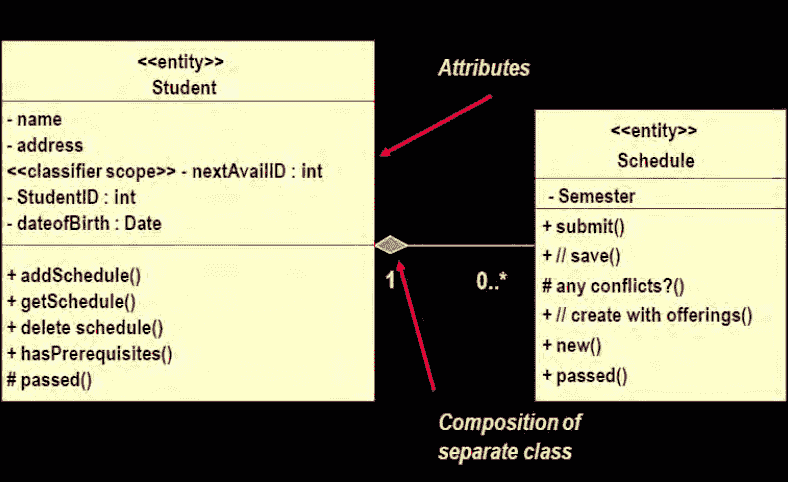 <<entity>>
Student
- name
- address
<<classifier scope>> - nextAvailID : int
- StudentID : int
- dateofBirth : Date
+ addSchedule()
+ getSchedule()
+ delete schedule()
+ hasPrerequisites()
# passed()
Attributes
1
0..*
Composition of
separate class
<<entity>>
Schedule
- Semester
+ submit()
+ // save()
# any conflicts?()
+ // create with offerings()
+ new()
+ passed()